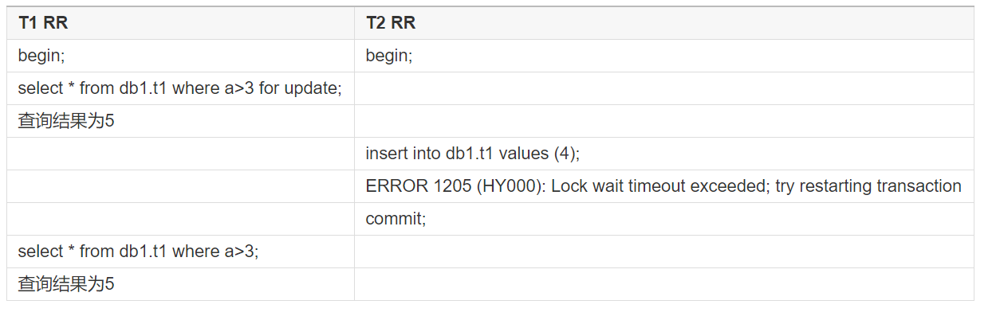 T1 RR T2 RR
begin; begin;
select * from db1.t1 where a>3 for update;
查询结果为5
insert into db1.t1 values (4);
ERROR 1205 (HY000): Lock wait timeout exceeded; try restarting transaction
commit;
select * from db1.t1 where a>3;
查询结果为5